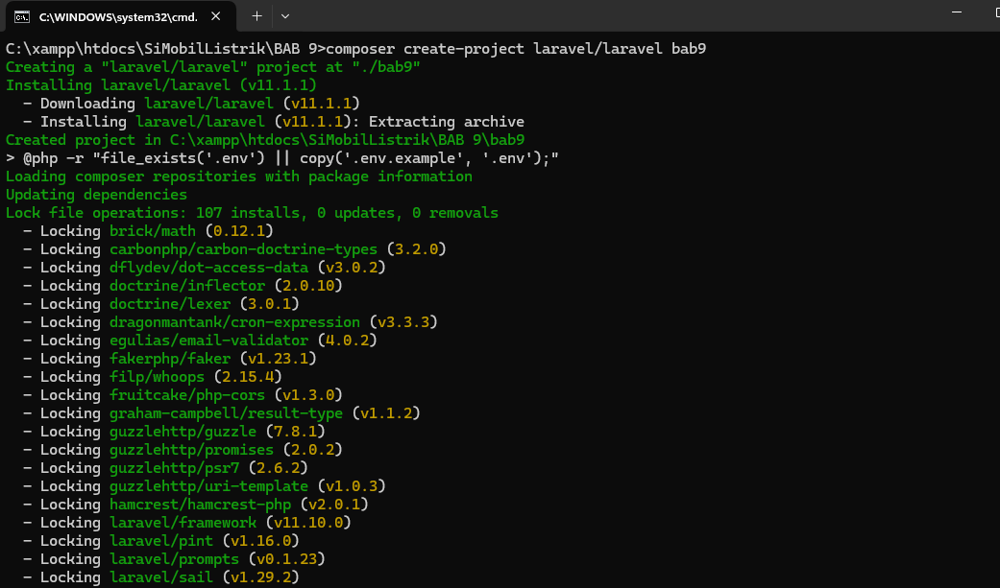 C:\WINDOWS\system32\cmd.
C:\xampp\htdocs\SiMobilListrik\BAB 9>composer create-project laravel/laravel bab9
Creating a "laravel/laravel" project at "./bab9"
Installing laravel/laravel (v11.1.1)
  - Downloading laravel/laravel (v11.1.1)
  - Installing laravel/laravel (v11.1.1): Extracting archive
Created project in C:\xampp\htdocs\SiMobilListrik\BAB 9\bab9
> @php -r "file_exists('.env') || copy('.env.example', '.env');"
Loading composer repositories with package information
Updating dependencies
Lock file operations: 107 installs, 0 updates, 0 removals
  - Locking brick/math (0.12.1)
  - Locking carbonphp/carbon-doctrine-types (3.2.0)
  - Locking dflydev/dot-access-data (v3.0.2)
  - Locking doctrine/inflector (2.0.10)
  - Locking doctrine/lexer (3.0.1)
  - Locking dragonmantank/cron-expression (v3.3.3)
  - Locking egulias/email-validator (4.0.2)
  - Locking fakerphp/faker (v1.23.1)
  - Locking filp/whoops (2.15.4)
  - Locking fruitcake/php-cors (v1.3.0)
  - Locking graham-campbell/result-type (v1.1.2)
  - Locking guzzlehttp/guzzle (7.8.1)
  - Locking guzzlehttp/promises (2.0.2)
  - Locking guzzlehttp/psr7 (2.6.2)
  - Locking guzzlehttp/uri-template (v1.0.3)
  - Locking hamcrest/hamcrest-php (v2.0.1)
  - Locking laravel/framework (v11.10.0)
  - Locking laravel/pint (v1.16.0)
  - Locking laravel/prompts (v0.1.23)
  - Locking laravel/sail (v1.29.2)